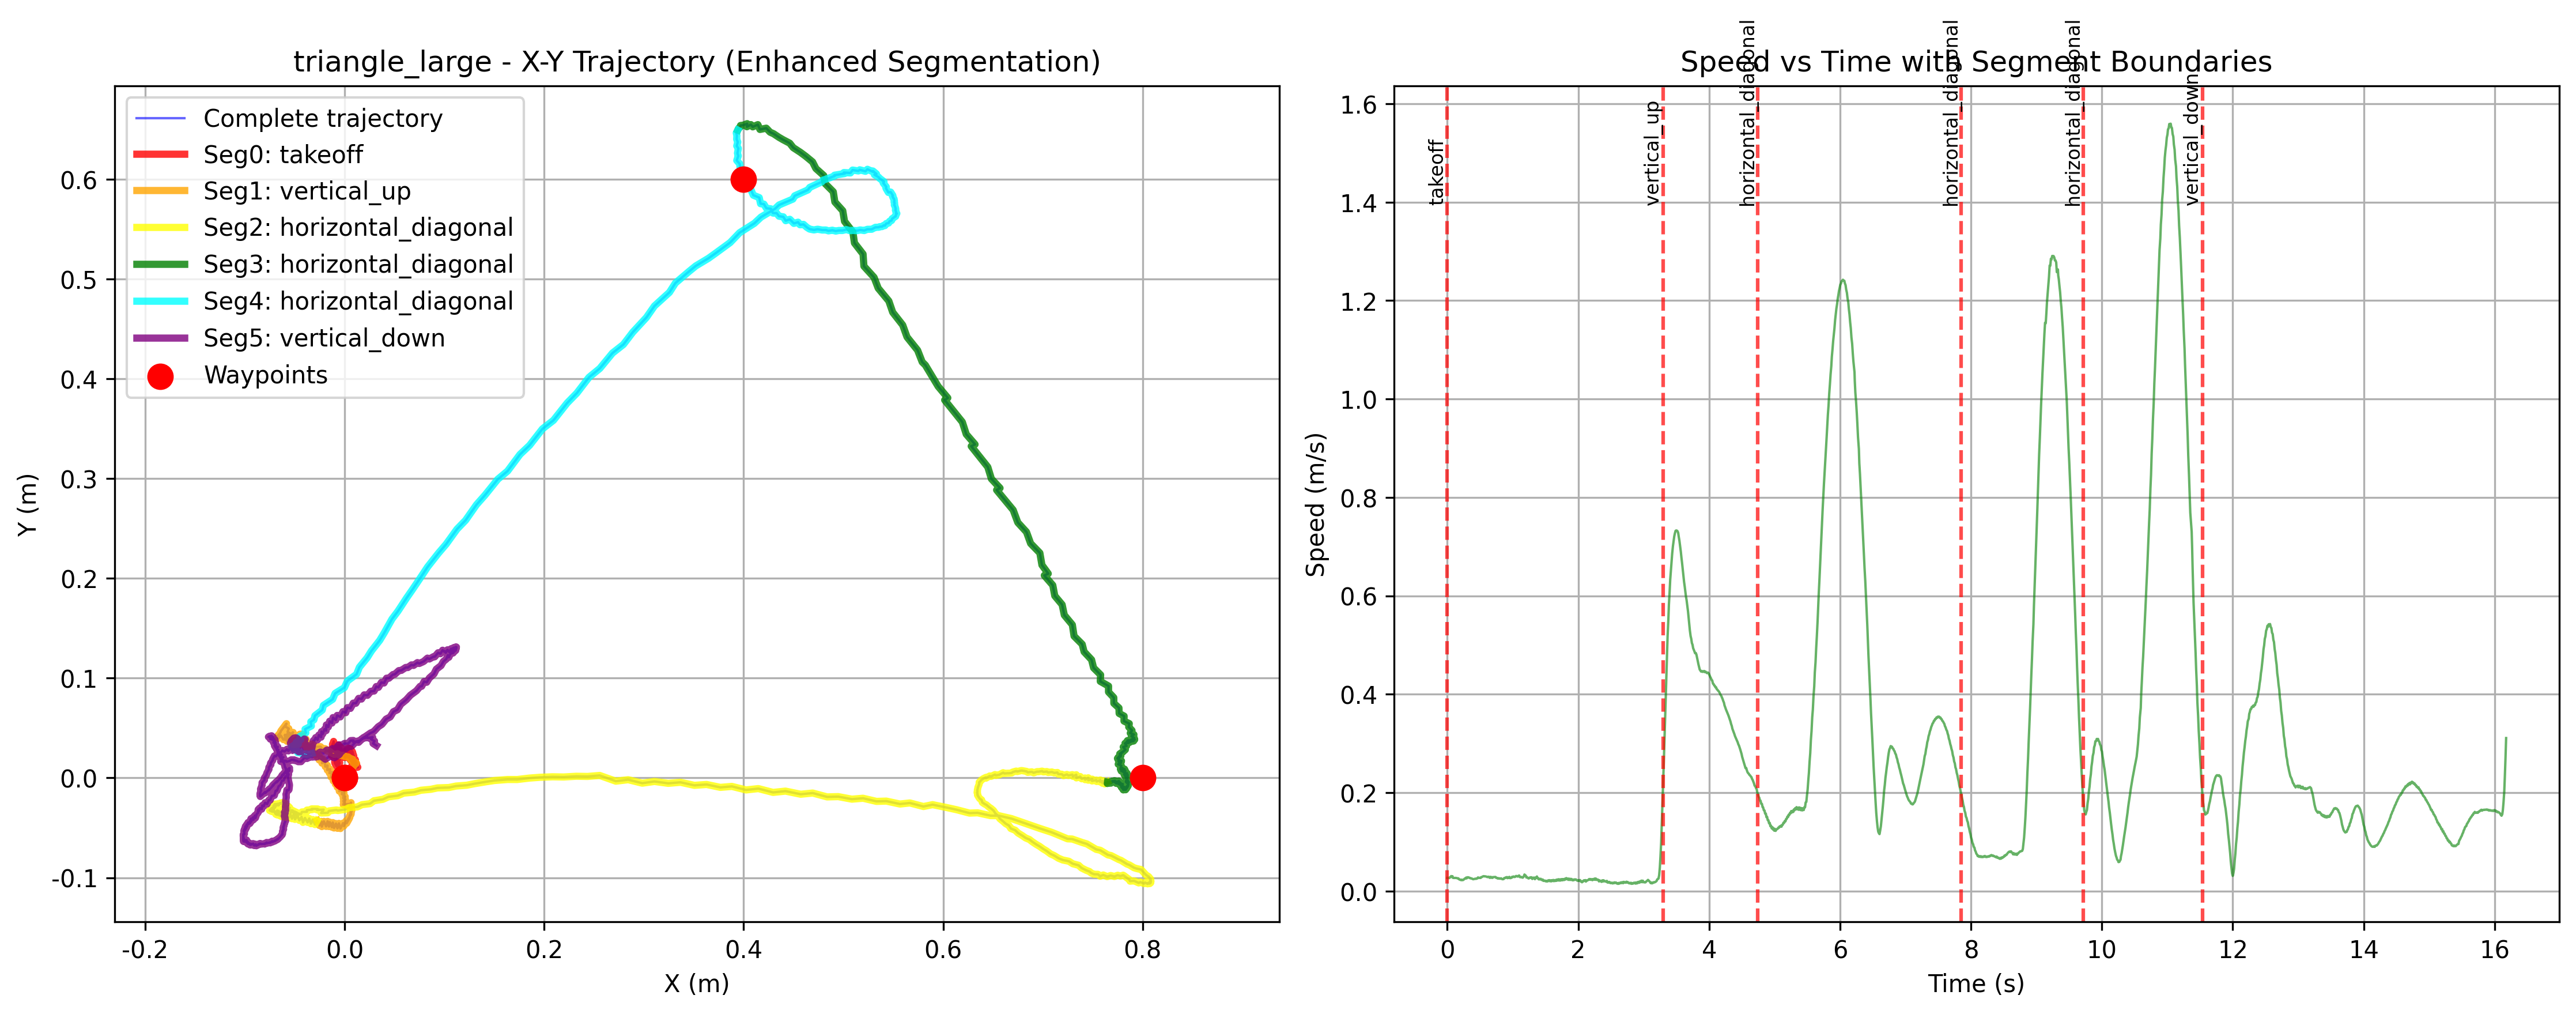 triangle_large - X-Y Trajectory (Enhanced Segmentation)
Complete trajectory
Seg0: takeoff
Seg1: vertical_up
Seg2: horizontal_diagonal
Seg3: horizontal_diagonal
Seg4: horizontal_diagonal
Seg5: vertical_down
Waypoints
Y (m)
0.6
0.5
0.4
0.3
0.2
0.1
0.0
-0.1
-0.2
0.0
0.2
0.4
0.6
0.8
X (m)
Speed vs Time with Segment Boundaries
takeoff
vertical_up
horizontal_diagonal
horizontal_diagonal
horizontal_diagonal
vertical_down
Speed (m/s)
1.6
1.4
1.2
1.0
0.8
0.6
0.4
0.2
0.0
0
2
4
6
8
10
12
14
16
Time (s)